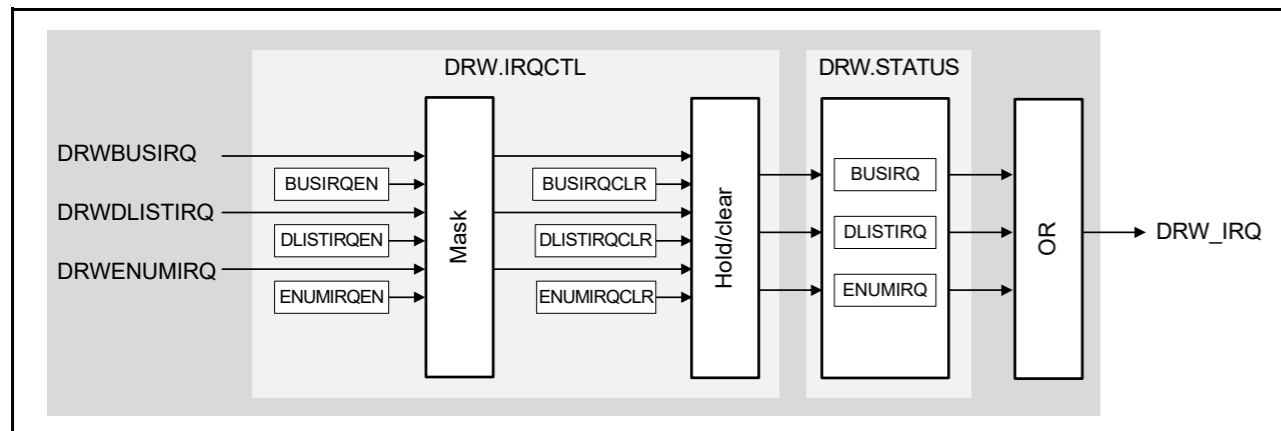 DRW.IRQCTL
DRW.STATUS
DRWBUSIRQ
BUSIRQEN
DRWDLISTIRQ
DLISTIRQEN
DRWENUMIRQ
ENUMIRQEN
Mask
BUSIRQCLR
DLISTIRQCLR
ENUMIRQCLR
Hold/clear
BUSIRQ
DLISTIRQ
ENUMIRQ
OR
DRW_IRQ